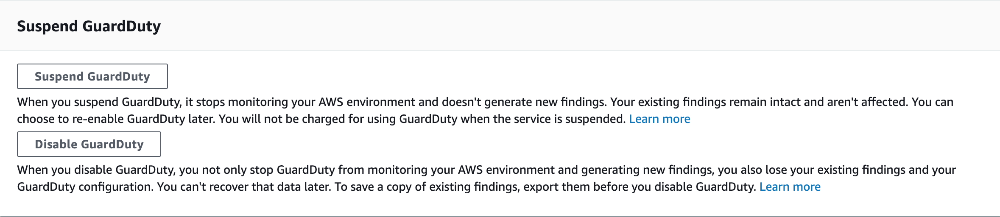 Suspend GuardDuty
Suspend GuardDuty
When you suspend GuardDuty, it stops monitoring your AWS environment and doesn't generate new findings. Your existing findings remain intact and aren't affected. You can
choose to re-enable GuardDuty later. You will not be charged for using GuardDuty when the service is suspended. Learn more
Disable GuardDuty
When you disable GuardDuty, you not only stop GuardDuty from monitoring your AWS environment and generating new findings, you also lose your existing findings and your
GuardDuty configuration. You can't recover that data later. To save a copy of existing findings, export them before you disable GuardDuty. Learn more